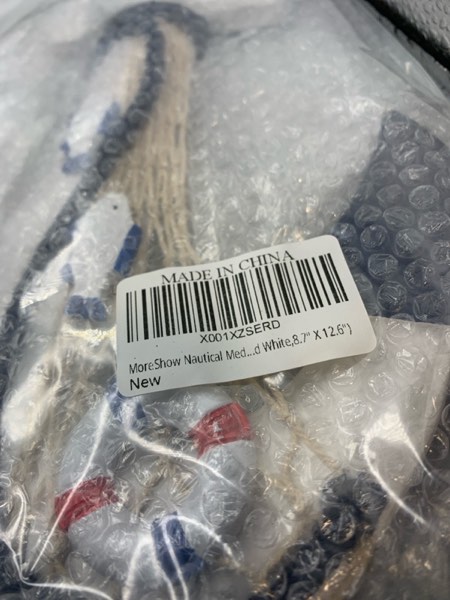 MADE IN CHINA
X001XZSERD
MoreShow Nautical Med...d White,8.7" X 12.6")
New